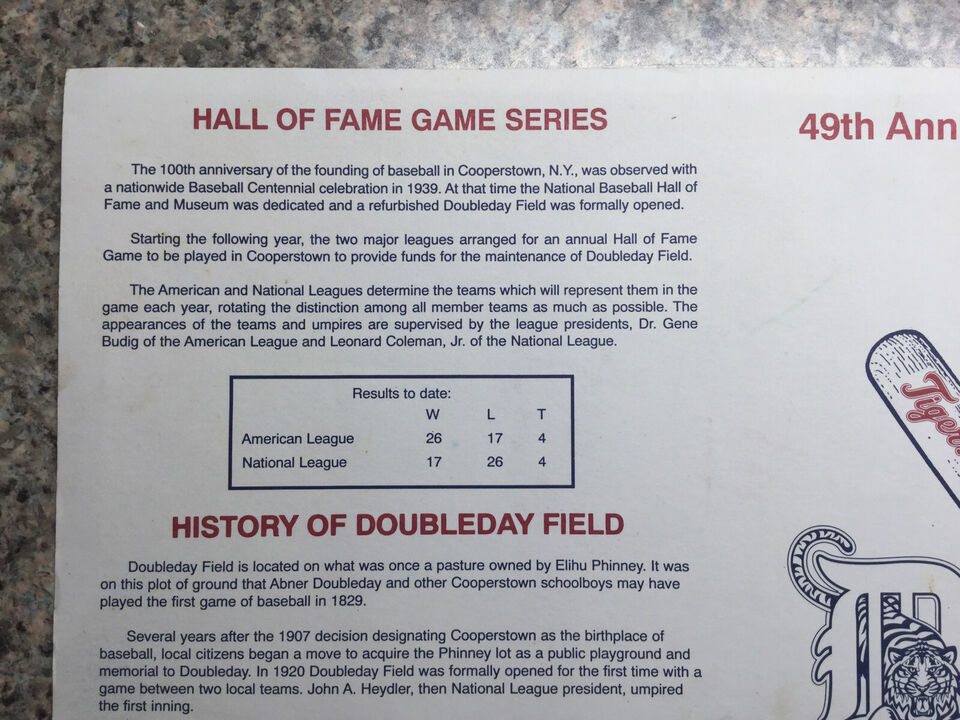 HALL OF FAME GAME SERIES
The 100th anniversary of the founding of baseball in Cooperstown, N.Y., was observed with
a nationwide Baseball Centennial celebration in 1939. At that time the National Baseball Hall of
Fame and Museum was dedicated and a refurbished Doubleday Field was formally opened.
Starting the following year, the two major leagues arranged for an annual Hall of Fame
Game to be played in Cooperstown to provide funds for the maintenance of Doubleday Field.
The American and National Leagues determine the teams which will represent them in the
game each year, rotating the distinction among all member teams as much as possible. The
appearances of the teams and umpires are supervised by the league presidents, Dr. Gene
Budig of the American League and Leonard Coleman, Jr. of the National League.
Results to date:
W L T
American League 26 17 4
National League 17 26 4
HISTORY OF DOUBLEDAY FIELD
Doubleday Field is located on what was once a pasture owned by Elihu Phinney. It was
on this plot of ground that Abner Doubleday and other Cooperstown schoolboys may have
played the first game of baseball in 1829.
Several years after the 1907 decision designating Cooperstown as the birthplace of
baseball, local citizens began a move to acquire the Phinney lot as a public playground and
memorial to Doubleday. In 1920 Doubleday Field was formally opened for the first time with a
game between two local teams. John A. Heydler, then National League president, umpired
the first inning.
49th Ann
Tigers
D